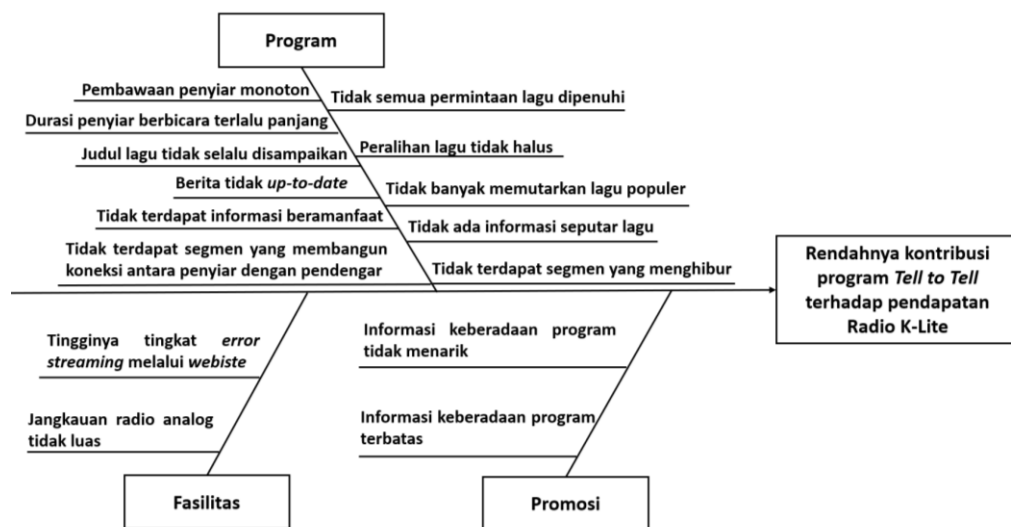 Program
Pembawaan penyiar monoton
Durasi penyiar berbicara terlalu panjang
Judul lagu tidak selalu disampaikan
Berita tidak up-to-date
Tidak terdapat informasi beramanfaat
Tidak terdapat segmen yang membangun
koneksi antara penyiar dengan pendengar
Tidak semua permintaan lagu dipenuhi
Peralihan lagu tidak halus
Tidak banyak memutarkan lagu populer
Tidak ada informasi seputar lagu
Tidak terdapat segmen yang menghibur
Rendahnya kontribusi
program Tell to Tell
terhadap pendapatan
Radio K-Lite
Tingginya tingkat error
streaming melalui webiste
Jangkauan radio analog
tidak luas
Fasilitas
Informasi keberadaan program
tidak menarik
Informasi keberadaan program
terbatas
Promosi